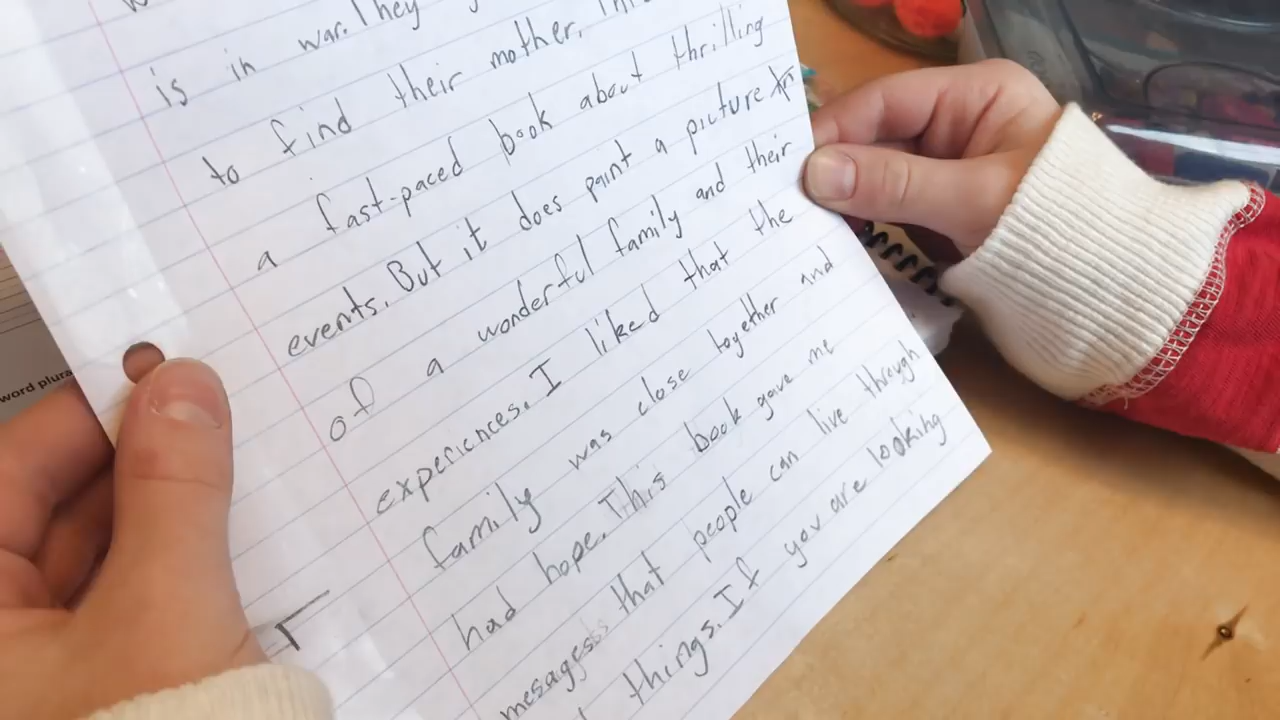 is in war. They
to find their mother.
a fast-paced book about thrilling
events. But it does paint a picture
of a wonderful family and their
experiences. I liked that the
family was close together and
had hope. This book gave me
mesages that people can live through
things. If you are looking
word plura